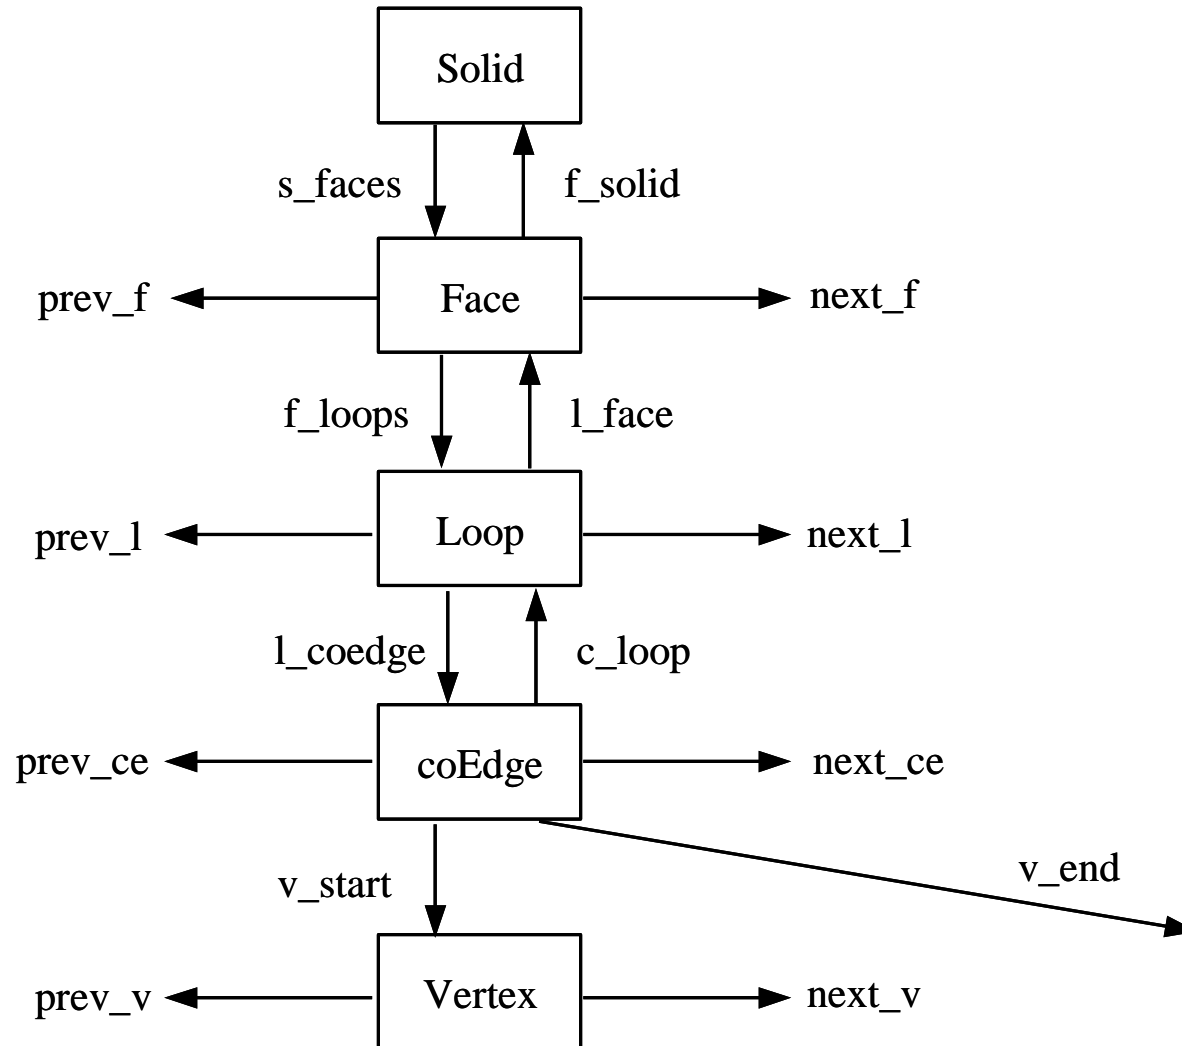 Solid
s_faces
f_solid
prev_f
Face
next_f
f_loops
l_face
prev_l
Loop
next_l
l_coedge
c_loop
prev_ce
coEdge
next_ce
v_start
v_end
prev_v
Vertex
next_v